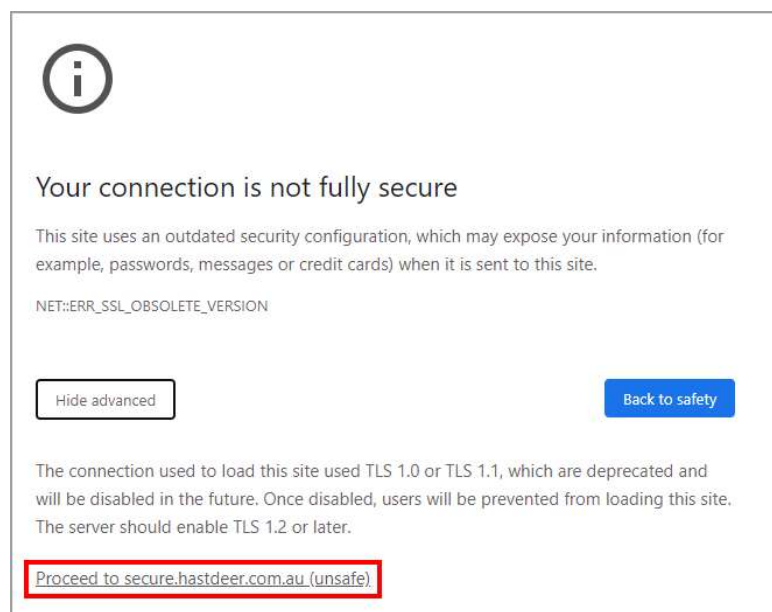 Your connection is not fully secure
This site uses an outdated security configuration, which may expose your information (for
example, passwords, messages or credit cards) when it is sent to this site.
NET::ERR_SSL_OBSOLETE_VERSION
Hide advanced
Back to safety
The connection used to load this site used TLS 1.0 or TLS 1.1, which are deprecated and
will be disabled in the future. Once disabled, users will be prevented from loading this site.
The server should enable TLS 1.2 or later.
Proceed to secure.hastdeer.com.au (unsafe)